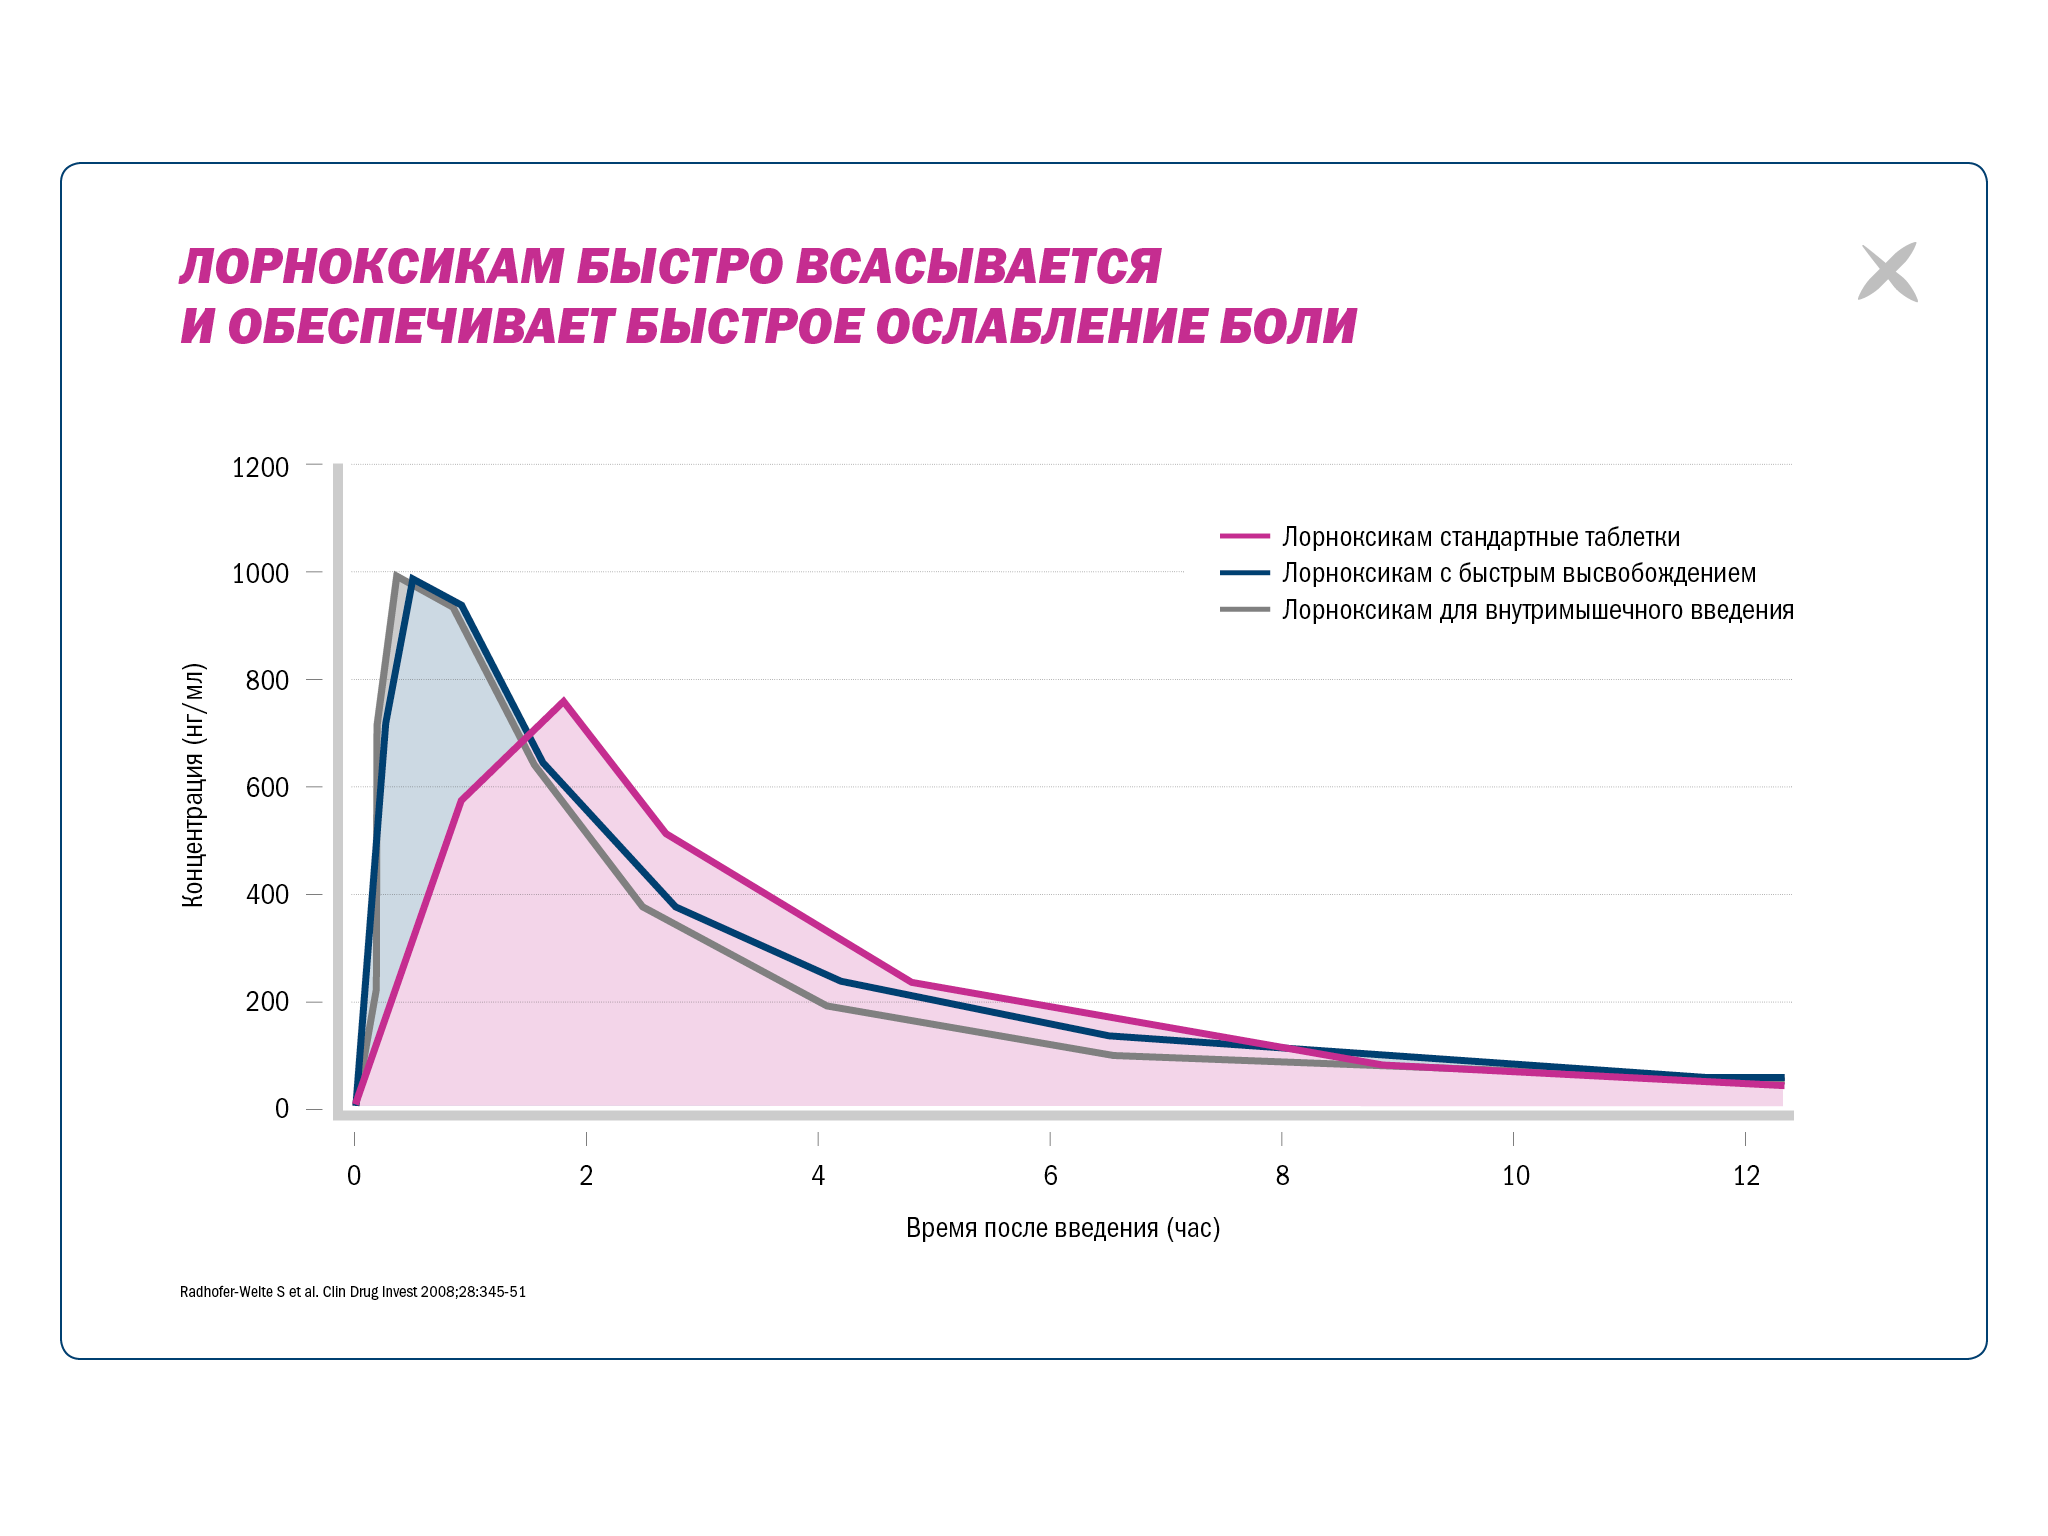 ЛОРНОКСИКАМ БЫСТРО ВСАСЫВАЕТСЯ
И ОБЕСПЕЧИВАЕТ БЫСТРОЕ ОСЛАБЛЕНИЕ БОЛИ
1200
1000
800
600
400
200
0
Концентрация (нг/мл)
Лорноксикам стандартные таблетки
Лорноксикам с быстрым высвобождением
Лорноксикам для внутримышечного введения
0 2 4 6 8 10 12
Время после введения (час)
Radhofer-Welte S et al. Clin Drug Invest 2008;28:345-51